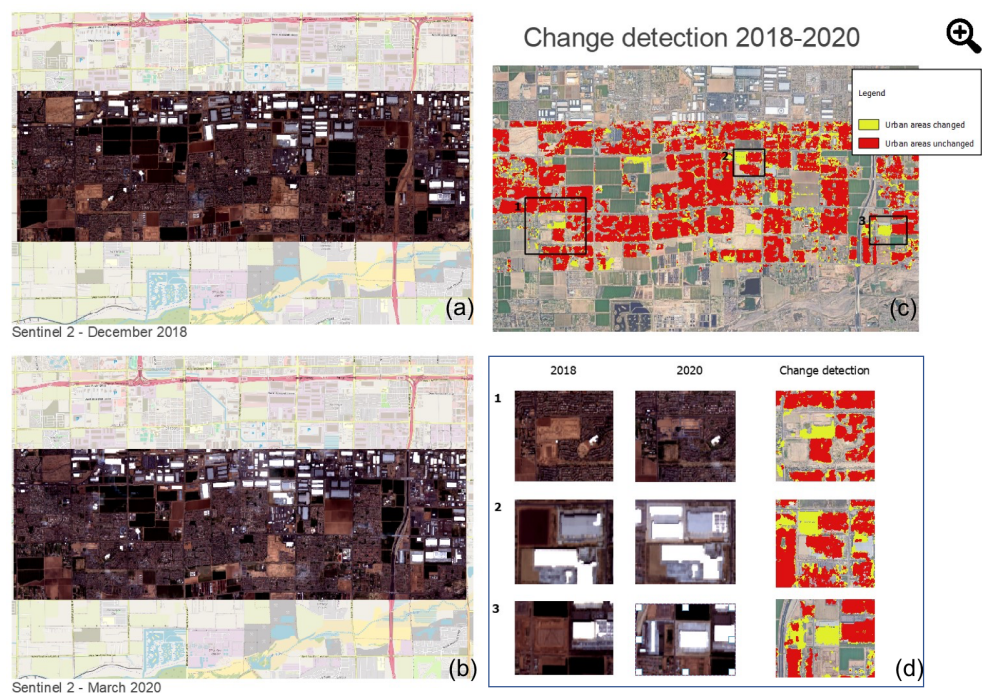 Change detection 2018-2020
Legend
Urban areas changed
Urban areas unchanged
1
2
3
(a)
(c)
Sentinel 2 - December 2018
2018
2020
Change detection
1
2
3
(b)
(d)
Sentinel 2 - March 2020